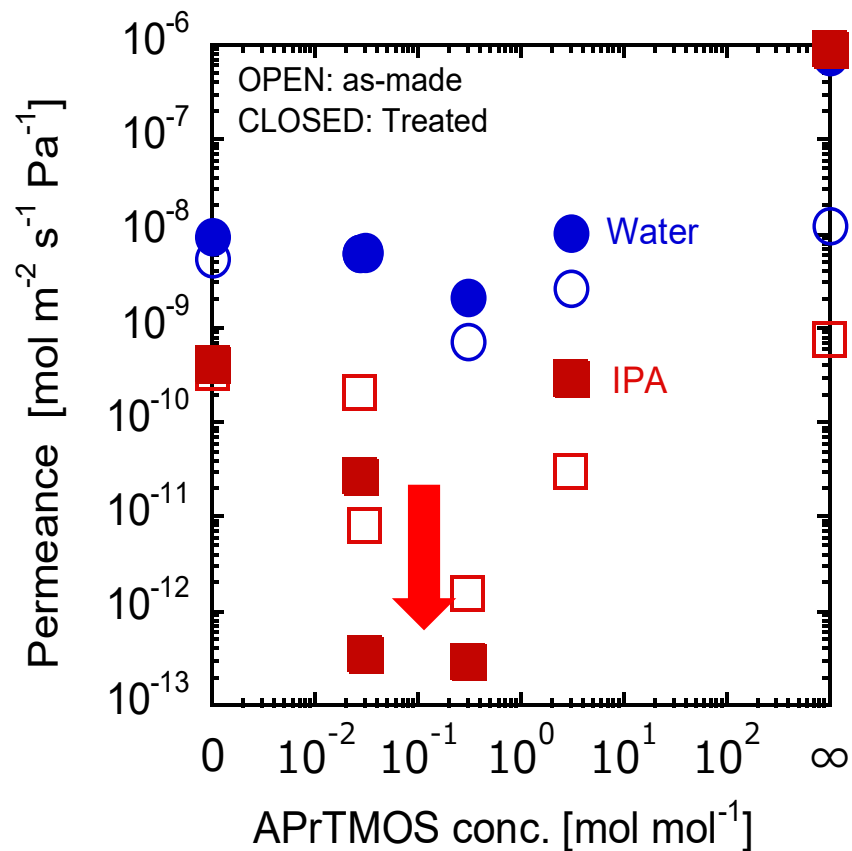 Permeance [mol m⁻² s⁻¹ Pa⁻¹]
10⁻⁶
10⁻⁷
10⁻⁸
10⁻⁹
10⁻¹⁰
10⁻¹¹
10⁻¹²
10⁻¹³
OPEN: as-made
CLOSED: Treated
Water
IPA
0 10⁻² 10⁻¹ 10⁰ 10¹ 10² ∞
APrTMOS conc. [mol mol⁻¹]